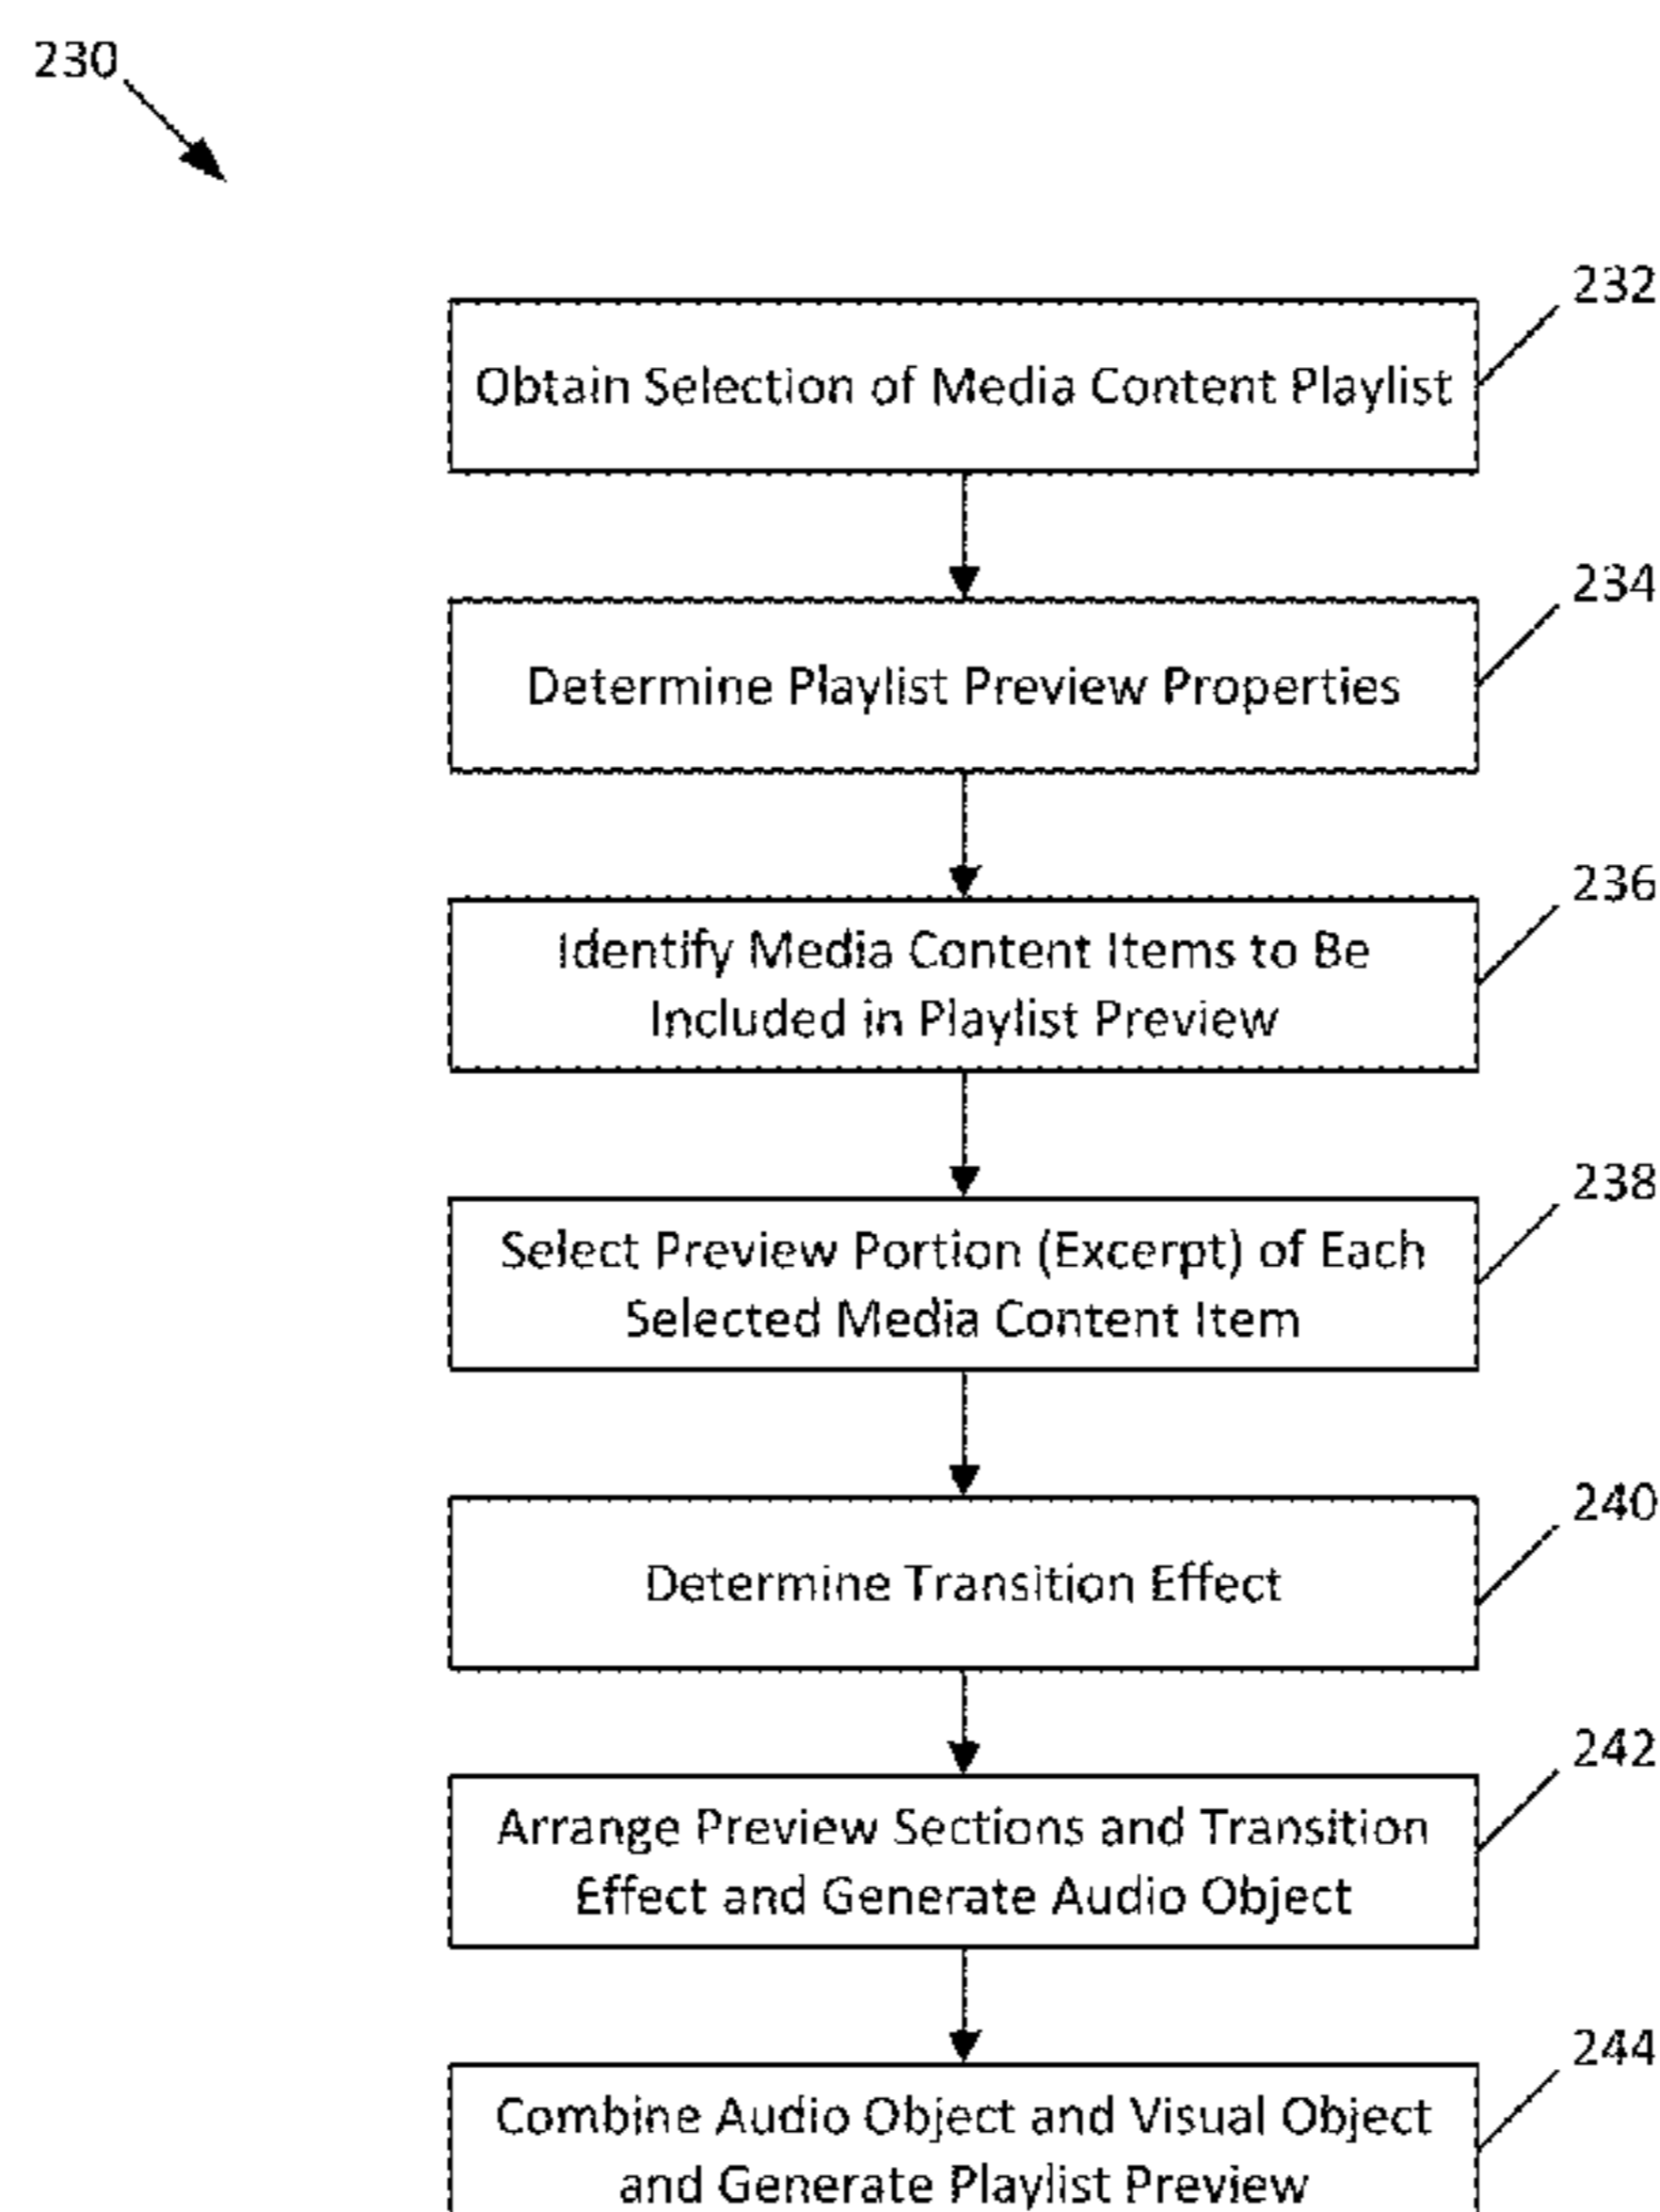 230
232
Obtain Selection of Media Content Playlist
234
Determine Playlist Preview Properties
236
Identify Media Content Items to Be
Included in Playlist Preview
238
Select Preview Portion (Excerpt) of Each
Selected Media Content Item
240
Determine Transition Effect
242
Arrange Preview Sections and Transition
Effect and Generate Audio Object
244
Combine Audio Object and Visual Object
and Generate Playlist Preview